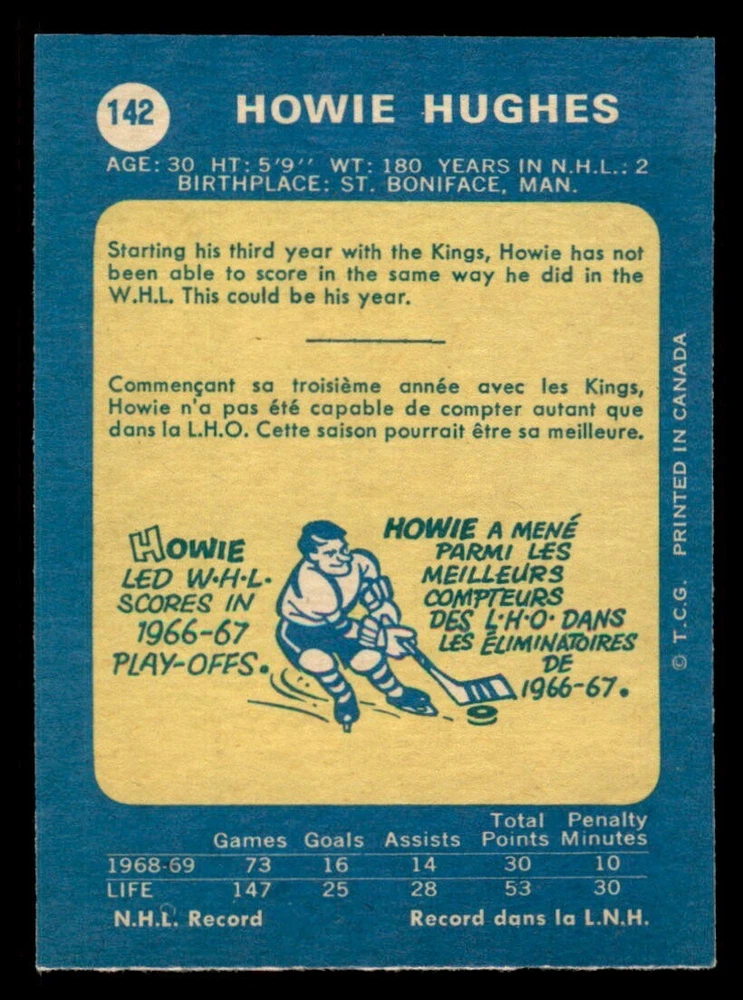 142
HOWIE HUGHES
AGE: 30 HT: 5'9'' WT: 180 YEARS IN N.H.L.: 2
BIRTHPLACE: ST. BONIFACE, MAN.
Starting his third year with the Kings, Howie has not
been able to score in the same way he did in the
W.H.L. This could be his year.
Commençant sa troisième année avec les Kings,
Howie n'a pas été capable de compter autant que
dans la L.H.O. Cette saison pourrait être sa meilleure.
HOWIE
LED W.H.L.
SCORES IN
1966-67
PLAY-OFFS.
HOWIE A MENÉ
PARMI LES
MEILLEURS
COMPTEURS
DES L.H.O. DANS
LES ÉLIMINATOIRES
DE
1966-67.
© T.C.G. PRINTED IN CANADA
Total Penalty
Games Goals Assists Points Minutes
1968-69 73 16 14 30 10
LIFE 147 25 28 53 30
N.H.L. Record Record dans la L.N.H.